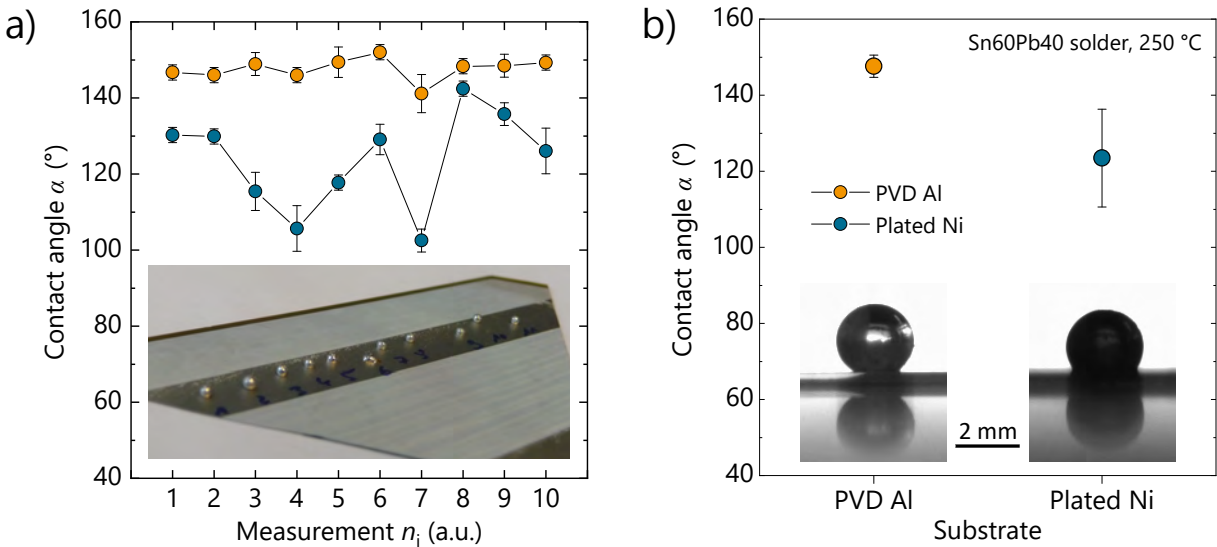 a)
160
140
120
100
80
60
40
Contact angle α (°)
1 2 3 4 5 6 7 8 9 10
Measurement nᵢ (a.u.)
b)
160
140
120
100
80
60
40
Contact angle α (°)
Sn60Pb40 solder, 250 °C
PVD Al
Plated Ni
2 mm
PVD Al Plated Ni
Substrate